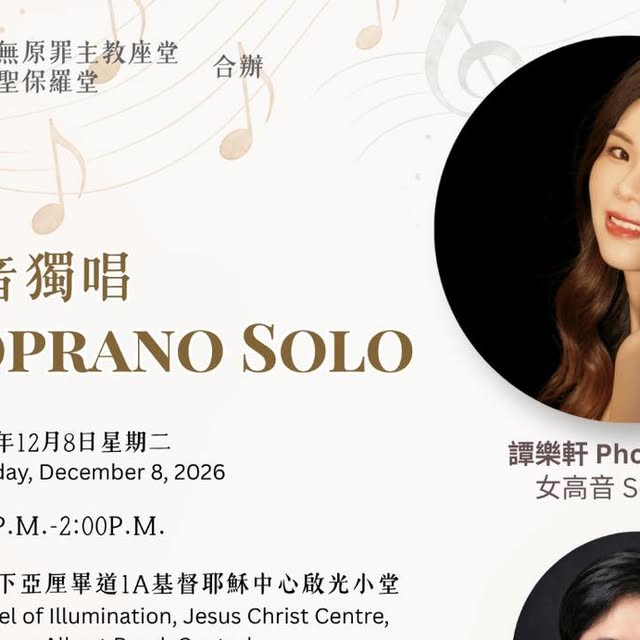 無原罪主教座堂
聖保羅堂
合辦
音獨唱
OPRANO SOLO
年12月8日星期二
day, December 8, 2026
P.M.-2:00P.M.
下亞厘畢道1A基督耶穌中心啟光小堂
el of Illumination, Jesus Christ Centre,
譚樂軒 Pho
女高音 S